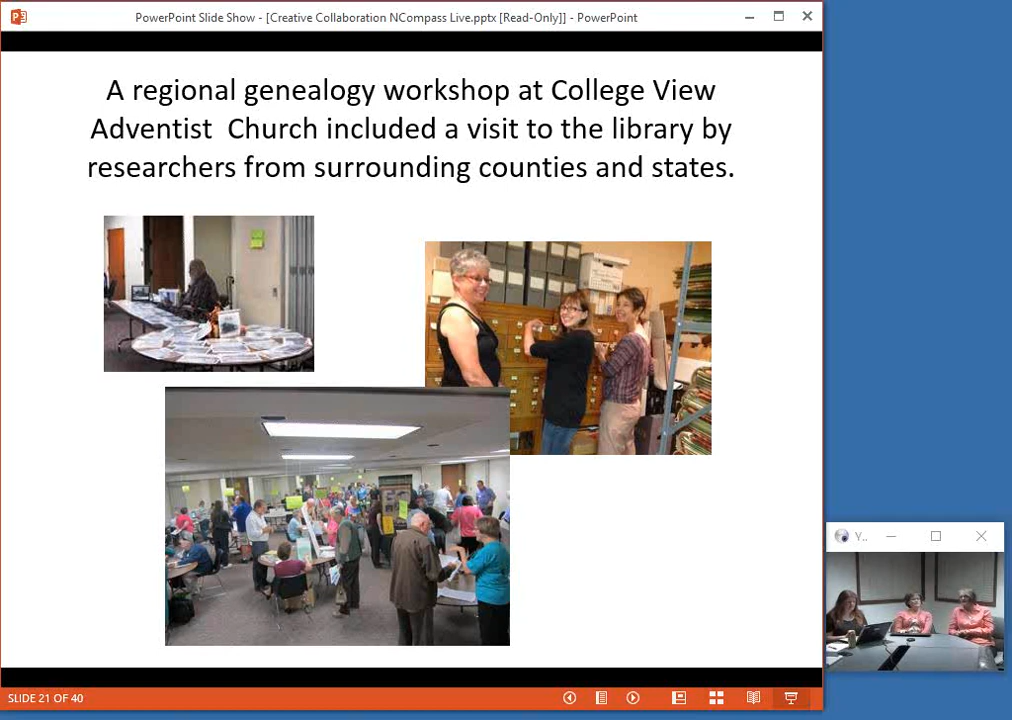 PowerPoint Slide Show - [Creative Collaboration NCompass Live.pptx [Read-Only]] - PowerPoint
A regional genealogy workshop at College View
Adventist  Church included a visit to the library by
researchers from surrounding counties and states.
Y..
SLIDE 21 OF 40